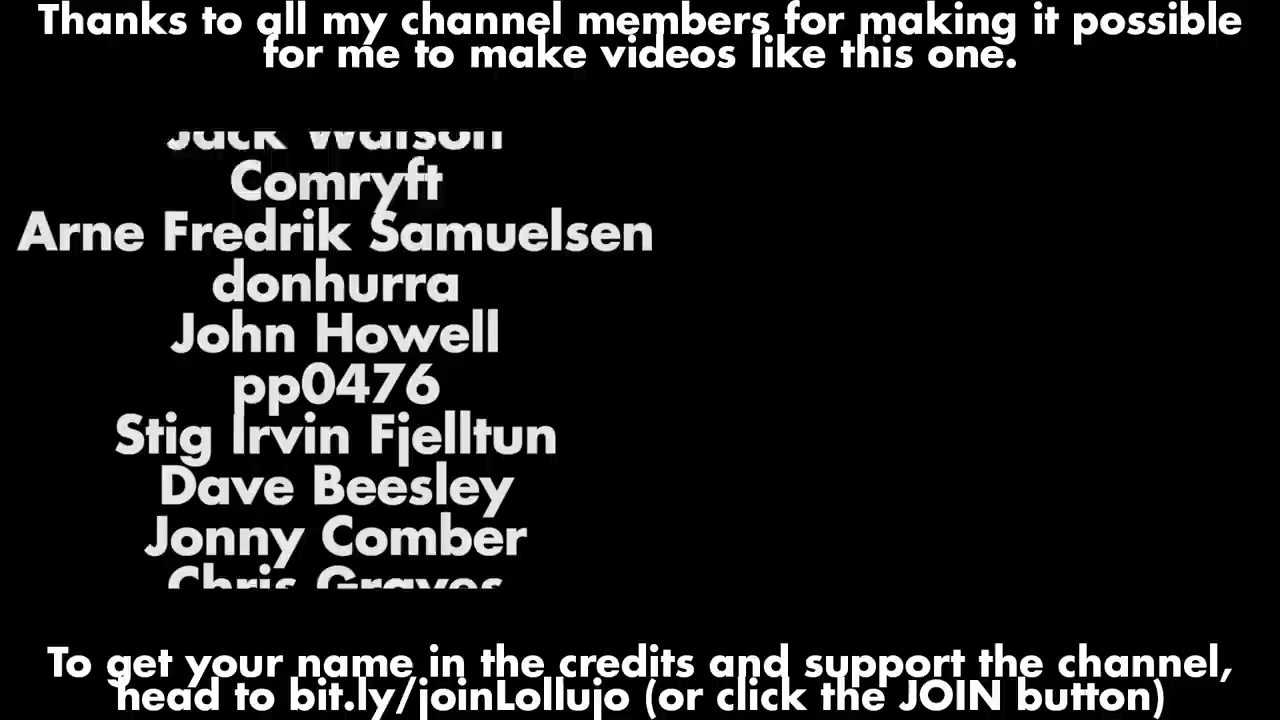 Thanks to all my channel members for making it possible
for me to make videos like this one.
Jack Watson
Comryft
Arne Fredrik Samuelsen
donhurra
John Howell
pp0476
Stig Irvin Fjelltun
Dave Beesley
Jonny Comber
Chris Graves
To get your name in the credits and support the channel,
head to bit.ly/joinLollujo (or click the JOIN button)